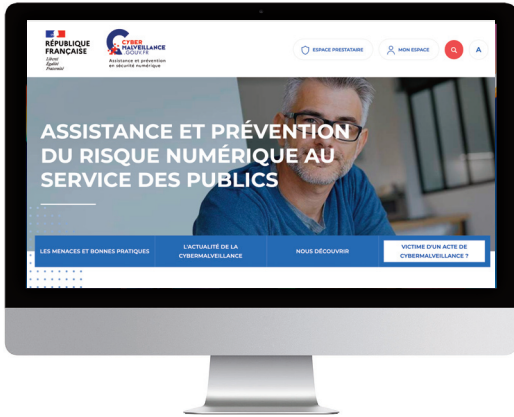 RÉPUBLIQUE
FRANÇAISE
Liberté
Égalité
Fraternité
CYBER
MALVEILLANCE
.GOUV.FR
Assistance et prévention
en sécurité numérique
ESPACE PRESTATAIRE
MON ESPACE
A
ASSISTANCE ET PRÉVENTION
DU RISQUE NUMÉRIQUE AU
SERVICE DES PUBLICS
LES MENACES ET BONNES PRATIQUES
L'ACTUALITÉ DE LA
CYBERMALVEILLANCE
NOUS DÉCOUVRIR
VICTIME D'UN ACTE DE
CYBERMALVEILLANCE ?